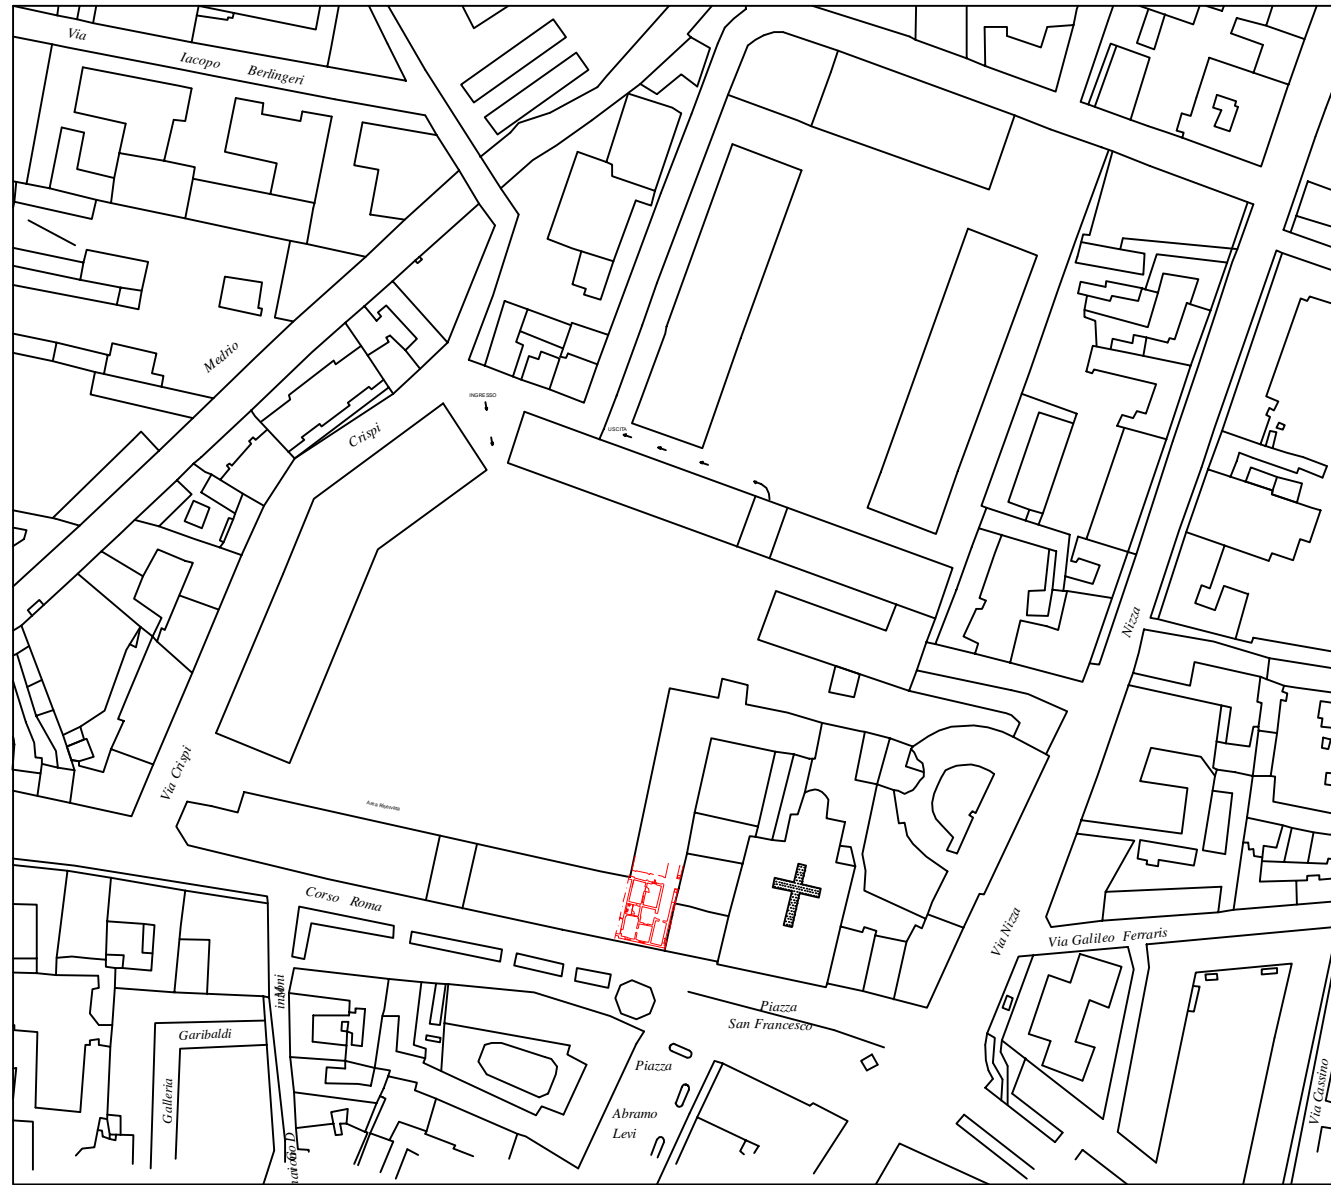 Via
Iacopo Berlingeri
Medrio
INGRESSO
Crispi
USCITA
Nizza
Via Crispi
Corso Roma
Via Nizza
Via Galileo Ferraris
Piazza
San Francesco
Garibaldi
Galleria
Piazza
Abramo
Levi
Via Cassino